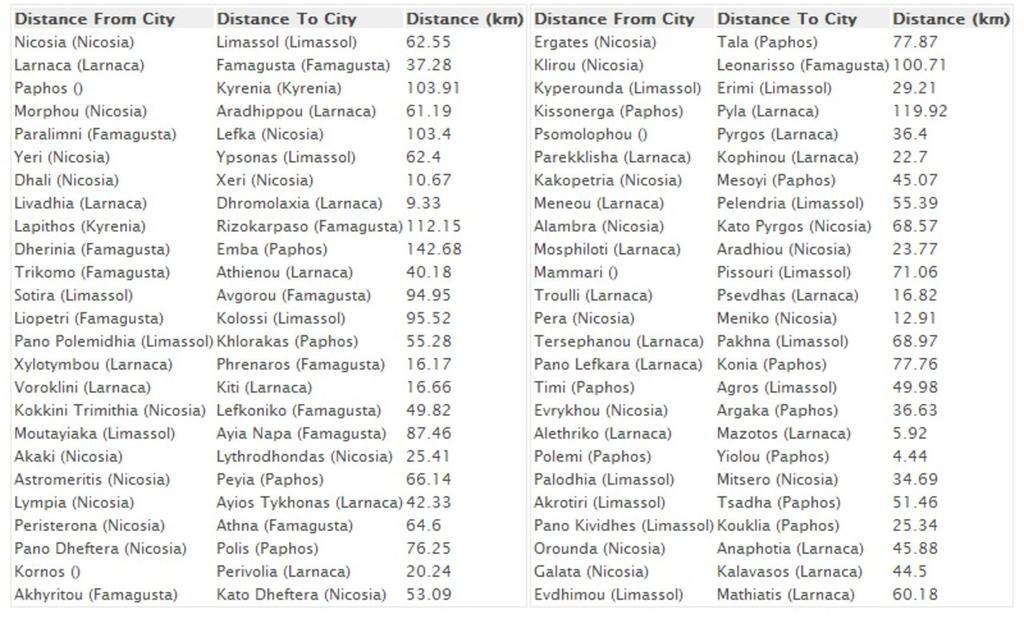 Distance From City Distance To City Distance (km) Distance From City Distance To City Distance (km)
Nicosia (Nicosia) Limassol (Limassol) 62.55 Ergates (Nicosia) Tala (Paphos) 77.87
Larnaca (Larnaca) Famagusta (Famagusta) 37.28 Klirou (Nicosia) Leonarisso (Famagusta) 100.71
Paphos () Kyrenia (Kyrenia) 103.91 Kyperounda (Limassol) Erimi (Limassol) 29.21
Morphou (Nicosia) Aradhippou (Larnaca) 61.19 Kissonerga (Paphos) Pyla (Larnaca) 119.92
Paralimni (Famagusta) Lefka (Nicosia) 103.4 Psomolophou () Pyrgos (Larnaca) 36.4
Yeri (Nicosia) Ypsonas (Limassol) 62.4 Parekklisha (Larnaca) Kophinou (Larnaca) 22.7
Dhali (Nicosia) Xeri (Nicosia) 10.67 Kakopetria (Nicosia) Mesoyi (Paphos) 45.07
Livadhia (Larnaca) Dhromolaxia (Larnaca) 9.33 Meneou (Larnaca) Pelendria (Limassol) 55.39
Lapithos (Kyrenia) Rizokarpaso (Famagusta) 112.15 Alambra (Nicosia) Kato Pyrgos (Nicosia) 68.57
Dherinia (Famagusta) Emba (Paphos) 142.68 Mosphiloti (Larnaca) Aradhiou (Nicosia) 23.77
Trikomo (Famagusta) Athienou (Larnaca) 40.18 Mammari () Pissouri (Limassol) 71.06
Sotira (Limassol) Avgorou (Famagusta) 94.95 Troulli (Larnaca) Psevdhas (Larnaca) 16.82
Liopetri (Famagusta) Kolossi (Limassol) 95.52 Pera (Nicosia) Meniko (Nicosia) 12.91
Pano Polemidhia (Limassol) Khlorakas (Paphos) 55.28 Tersephanou (Larnaca) Pakhna (Limassol) 68.97
Xylotymbou (Larnaca) Phrenaros (Famagusta) 16.17 Pano Lefkara (Larnaca) Konia (Paphos) 77.76
Voroklini (Larnaca) Kiti (Larnaca) 16.66 Timi (Paphos) Agros (Limassol) 49.98
Kokkini Trimithia (Nicosia) Lefkoniko (Famagusta) 49.82 Evrykhou (Nicosia) Argaka (Paphos) 36.63
Moutayiaka (Limassol) Ayia Napa (Famagusta) 87.46 Alethriko (Larnaca) Mazotos (Larnaca) 5.92
Akaki (Nicosia) Lythrodhondas (Nicosia) 25.41 Polemi (Paphos) Yiolou (Paphos) 4.44
Astromeritis (Nicosia) Peyia (Paphos) 66.14 Palodhia (Limassol) Mitsero (Nicosia) 34.69
Lympia (Nicosia) Ayios Tykhonas (Larnaca) 42.33 Akrotiri (Limassol) Tsadha (Paphos) 51.46
Peristerona (Nicosia) Athna (Famagusta) 64.6 Pano Kividhes (Limassol) Kouklia (Paphos) 25.34
Pano Dheftera (Nicosia) Polis (Paphos) 76.25 Orounda (Nicosia) Anaphotia (Larnaca) 45.88
Kornos () Perivolia (Larnaca) 20.24 Galata (Nicosia) Kalavasos (Larnaca) 44.5
Akhyritou (Famagusta) Kato Dheftera (Nicosia) 53.09 Evdhimou (Limassol) Mathiatis (Larnaca) 60.18